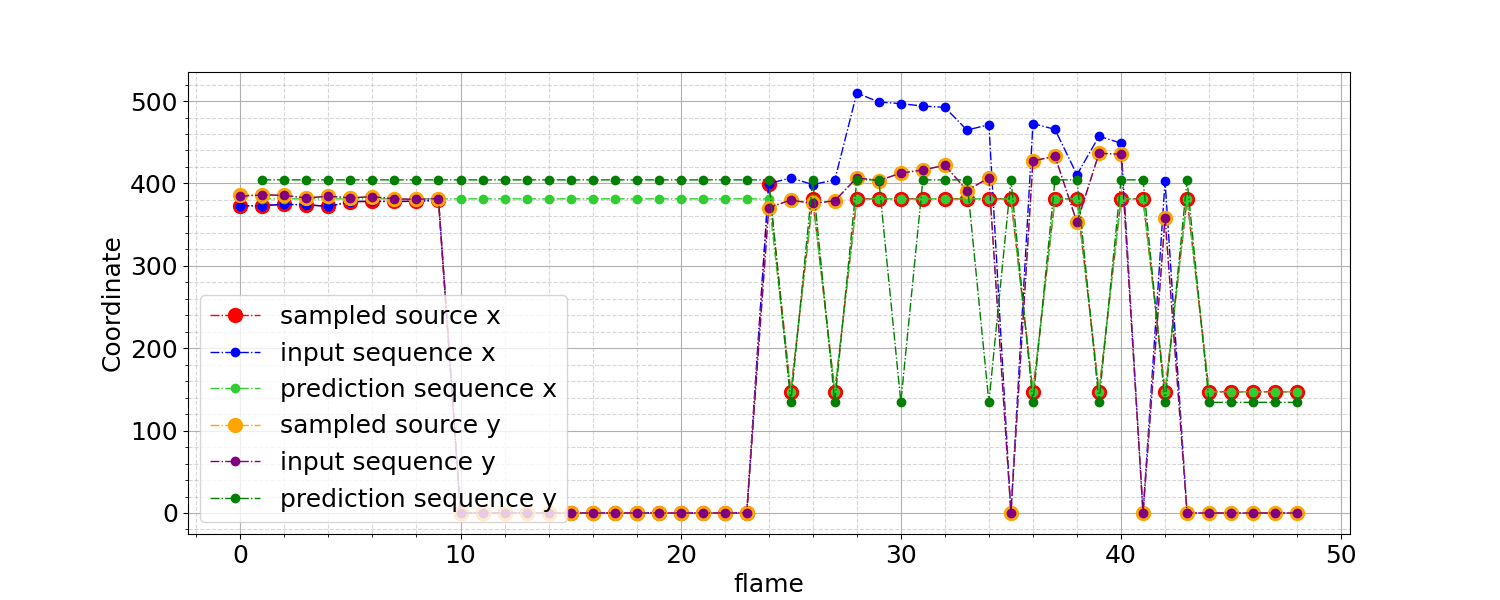 500
400
300
200
100
0
Coordinate
sampled source x
input sequence x
prediction sequence x
sampled source y
input sequence y
prediction sequence y
0 10 20 30 40 50
flame